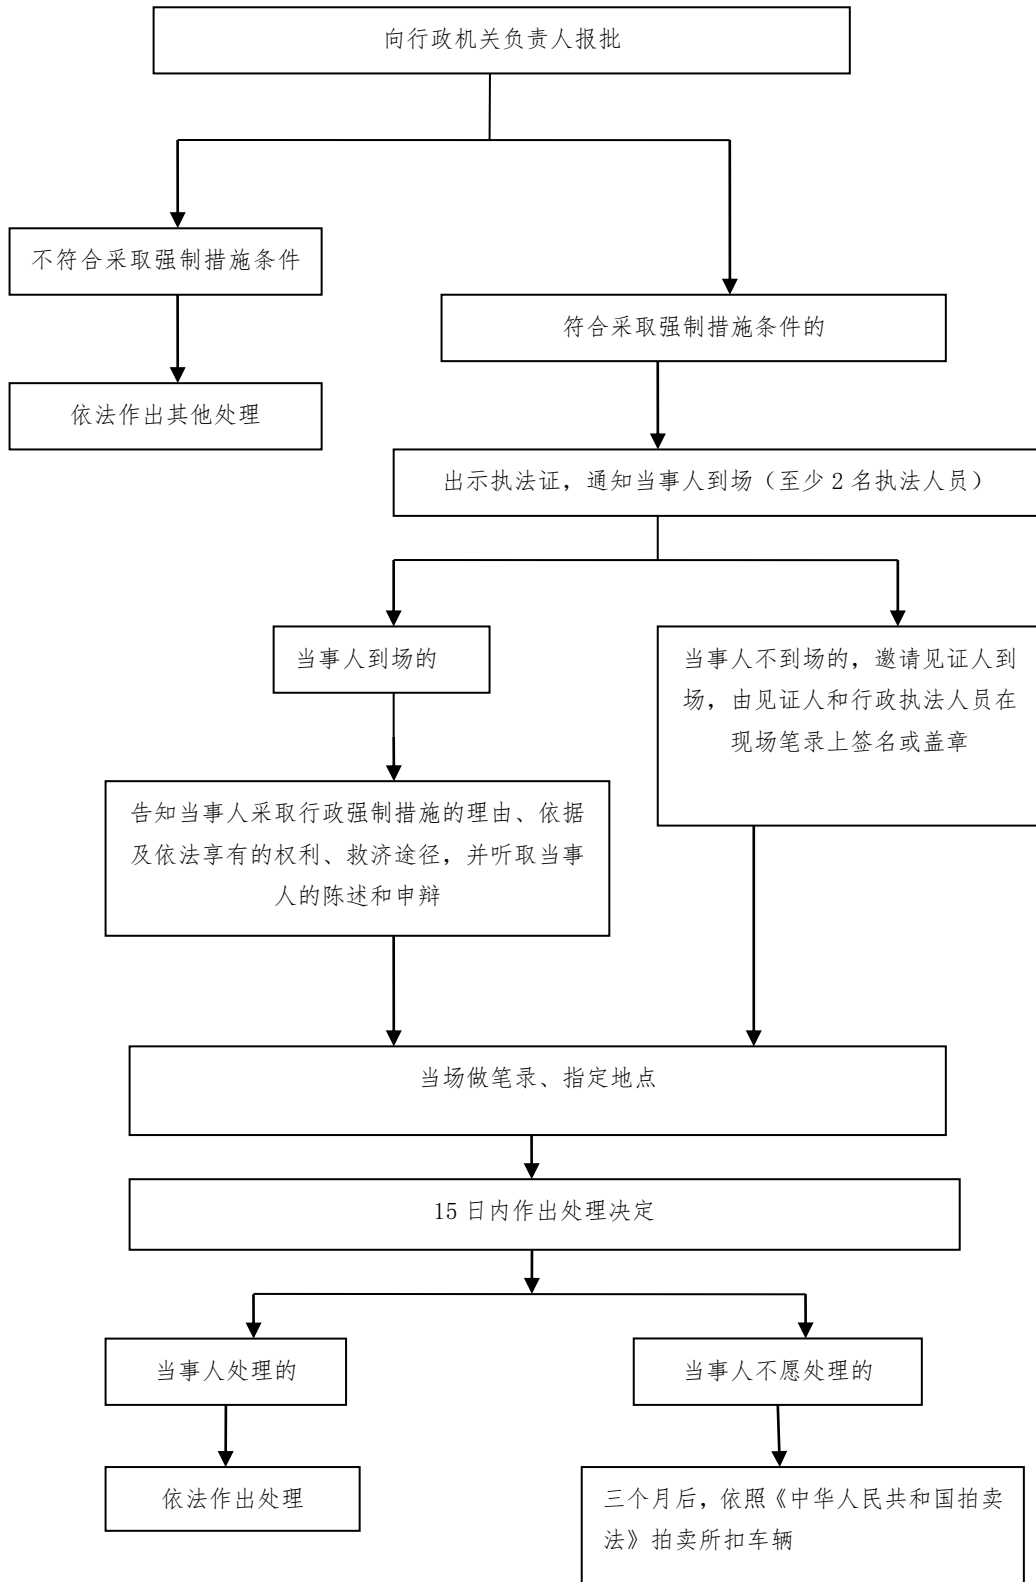 向行政机关负责人报批
不符合采取强制措施条件
符合采取强制措施条件的
依法作出其他处理
出示执法证，通知当事人到场（至少 2 名执法人员）
当事人到场的
当事人不到场的，邀请见证人到
场，由见证人和行政执法人员在
现场笔录上签名或盖章
告知当事人采取行政强制措施的理由、依据
及依法享有的权利、救济途径，并听取当事
人的陈述和申辩
当场做笔录、指定地点
15 日内作出处理决定
当事人处理的
当事人不愿处理的
依法作出处理
三个月后，依照《中华人民共和国拍卖
法》拍卖所扣车辆